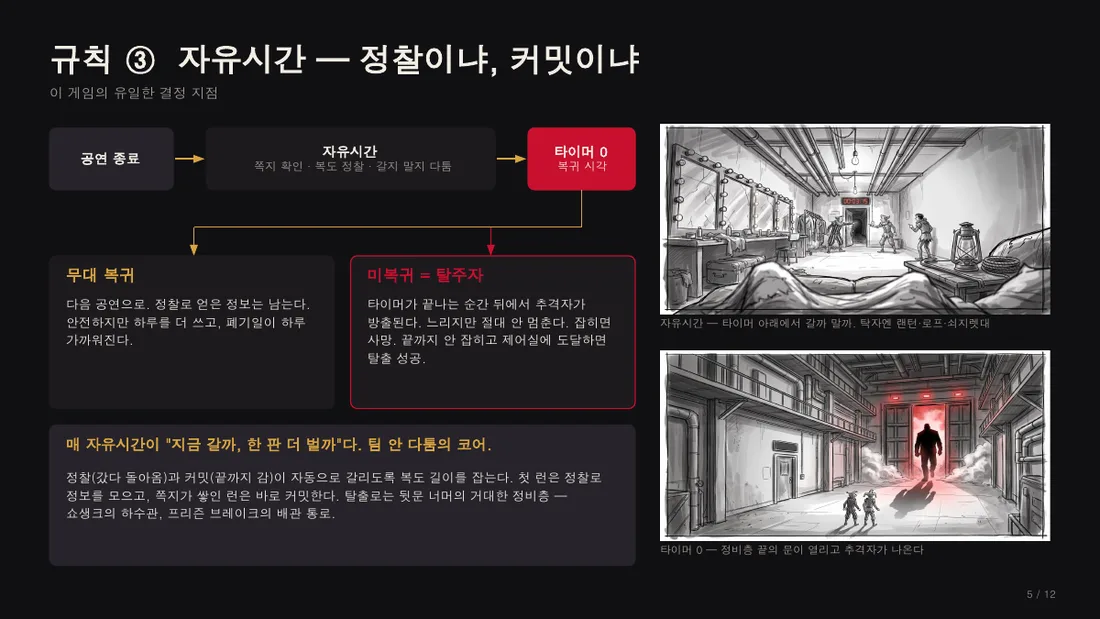 규칙 ③ 자유시간 — 정찰이냐, 커밋이냐
이 게임의 유일한 결정 지점
공연 종료
자유시간
쪽지 확인 · 복도 정찰 · 갈지 말지 다툼
타이머 0
복귀 시각
무대 복귀
다음 공연으로. 정찰로 얻은 정보는 남는다.
안전하지만 하루를 더 쓰고, 폐기일이 하루
가까워진다.
미복귀 = 탈주자
타이머가 끝나는 순간 뒤에서 추격자가
방출된다. 느리지만 절대 안 멈춘다. 잡히면
사망. 끝까지 안 잡히고 제어실에 도달하면
탈출 성공.
매 자유시간이 "지금 갈까, 한 판 더 벌까"다. 팀 안 다툼의 코어.
정찰(갔다 돌아옴)과 커밋(끝까지 감)이 자동으로 갈리도록 복도 길이를 잡는다. 첫 런은 정찰로
정보를 모으고, 쪽지가 쌓인 런은 바로 커밋한다. 탈출로는 뒷문 너머의 거대한 정비층 —
쇼생크의 하수관, 프리즌 브레이크의 배관 통로.
자유시간 — 타이머 아래에서 갈까 말까. 탁자엔 랜턴·로프·쇠지렛대
타이머 0 — 정비층 끝의 문이 열리고 추격자가 나온다
5 / 12